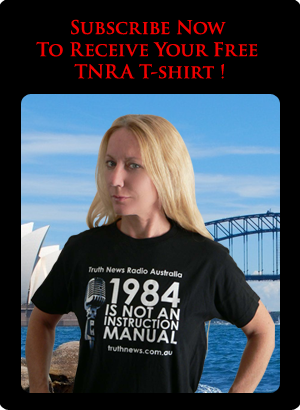 Subscribe Now
To Receive Your Free
TNRA T-shirt !
Truth News Radio Australia
1984
IS NOT AN
INSTRUCTION
MANUAL
truthnews.com.au